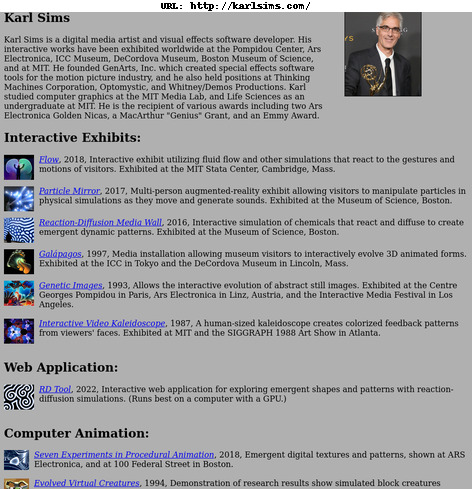 URL: http://karlsims.com/
Karl Sims
Karl Sims is a digital media artist and visual effects software developer. His
interactive works have been exhibited worldwide at the Pompidou Center, Ars
Electronica, ICC Museum, DeCordova Museum, Boston Museum of Science,
and at MIT. He founded GenArts, Inc. which created special effects software
tools for the motion picture industry, and he also held positions at Thinking
Machines Corporation, Optomystic, and Whitney/Demos Productions. Karl
studied computer graphics at the MIT Media Lab, and Life Sciences as an
undergraduate at MIT. He is the recipient of various awards including two Ars
Electronica Golden Nicas, a MacArthur "Genius" Grant, and an Emmy Award.
Interactive Exhibits:
Flow, 2018, Interactive exhibit utilizing fluid flow and other simulations that react to the gestures and
motions of visitors. Exhibited at the MIT Stata Center, Cambridge, Mass.
Particle Mirror, 2017, Multi-person augmented-reality exhibit allowing visitors to manipulate particles in
physical simulations as they move and generate sounds. Exhibited at the Museum of Science, Boston.
Reaction-Diffusion Media Wall, 2016, Interactive simulation of chemicals that react and diffuse to create
emergent dynamic patterns. Exhibited at the Museum of Science, Boston.
Galápagos, 1997, Media installation allowing museum visitors to interactively evolve 3D animated forms.
Exhibited at the ICC in Tokyo and the DeCordova Museum in Lincoln, Mass.
Genetic Images, 1993, Allows the interactive evolution of abstract still images. Exhibited at the Centre
Georges Pompidou in Paris, Ars Electronica in Linz, Austria, and the Interactive Media Festival in Los
Angeles.
Interactive Video Kaleidoscope, 1987, A human-sized kaleidoscope creates colorized feedback patterns
from viewers' faces. Exhibited at MIT and the SIGGRAPH 1988 Art Show in Atlanta.
Web Application:
RD Tool, 2022, Interactive web application for exploring emergent shapes and patterns with reaction-
diffusion simulations. (Runs best on a computer with a GPU.)
Computer Animation:
Seven Experiments in Procedural Animation, 2018, Emergent digital textures and patterns, shown at ARS
Electronica, and at 100 Federal Street in Boston.
Evolved Virtual Creatures, 1994, Demonstration of research results show simulated block creatures